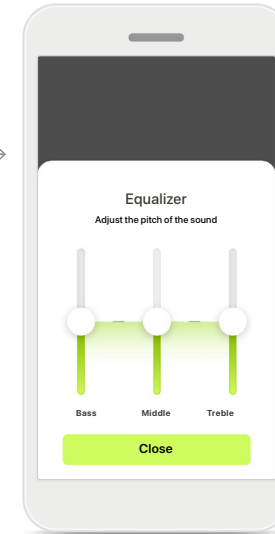 Equalizer
Adjust the pitch of the sound
Bass Middle Treble
Close